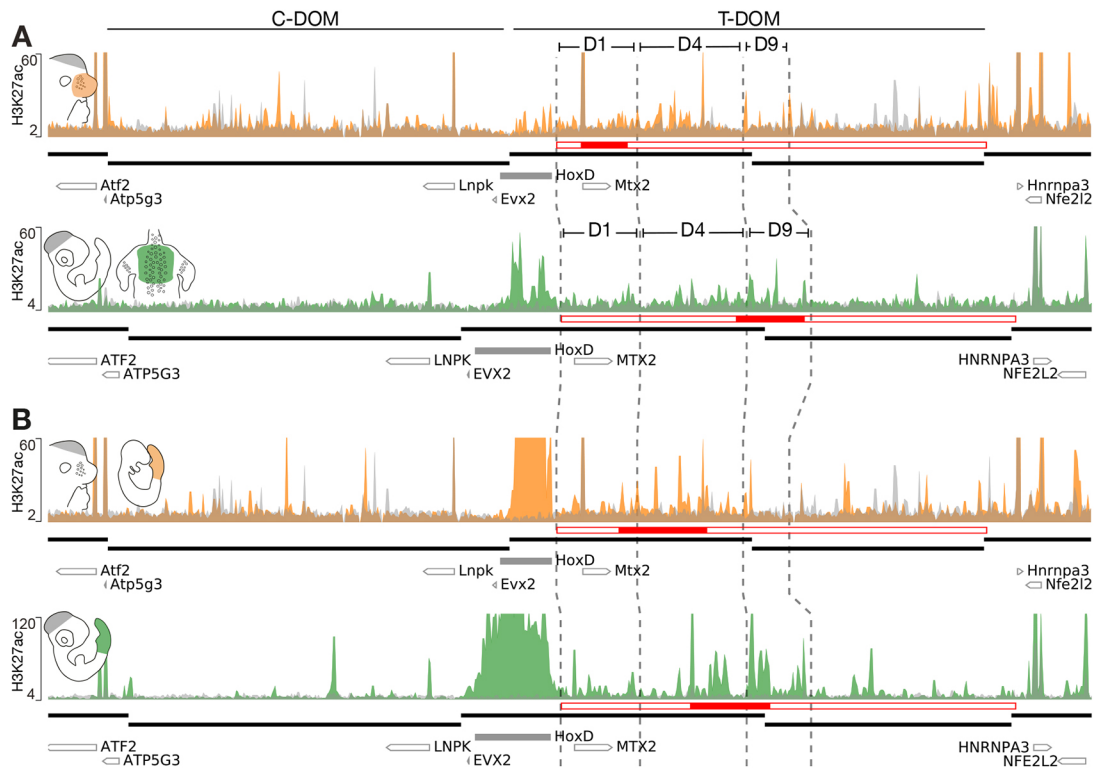 C-DOM T-DOM
A
D1 D4 D9
60
H3K27ac
2
Atf2 Lnpk HoxD Mtx2 Hnrnpa3
Atp5g3 Evx2 Nfe2l2
60
D1 D4 D9
H3K27ac
4
ATF2 LNPK HoxD MTX2 HNRNPA3
ATP5G3 EVX2 NFE2L2
B
60
H3K27ac
2
Atf2 Lnpk HoxD Mtx2 Hnrnpa3
Atp5g3 Evx2 Nfe2l2
120
H3K27ac
4
ATF2 LNPK HoxD MTX2 HNRNPA3
ATP5G3 EVX2 NFE2L2